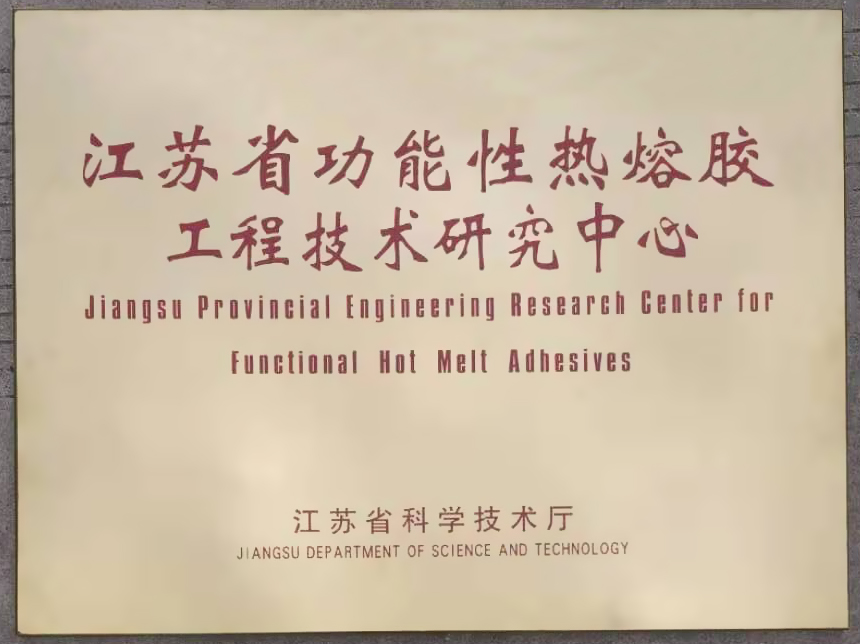 江苏省功能性热熔胶
工程技术研究中心
Jiangsu Provincial Engineering Research Center for
Functional Hot Melt Adhesives
江苏省科学技术厅
JIANGSU DEPARTMENT OF SCIENCE AND TECHNOLOGY